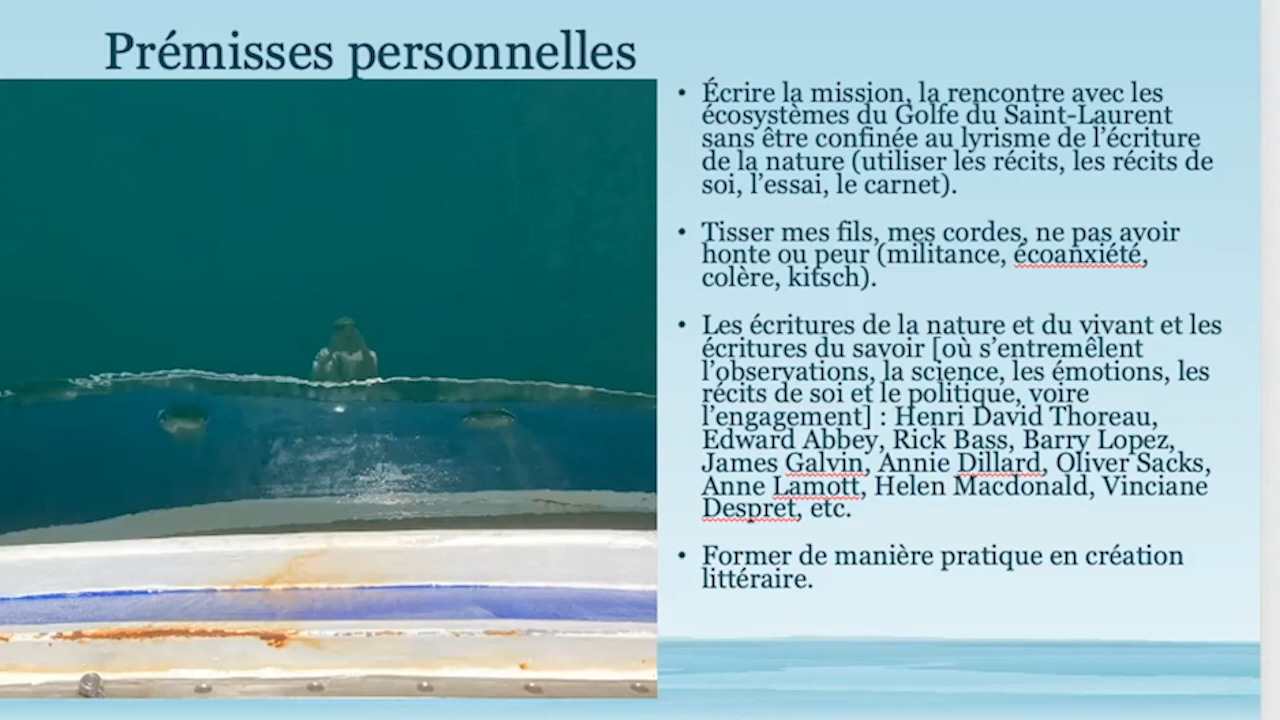 Prémisses personnelles
• Écrire la mission, la rencontre avec les
écosystèmes du Golfe du Saint-Laurent
sans être confinée au lyrisme de l’écriture
de la nature (utiliser les récits, les récits de
soi, l’essai, le carnet).
• Tisser mes fils, mes cordes, ne pas avoir
honte ou peur (militance, écoanxiété,
colère, kitsch).
• Les écritures de la nature et du vivant et les
écritures du savoir [où s’entremêlent
l’observations, la science, les émotions, les
récits de soi et le politique, voire
l’engagement] : Henri David Thoreau,
Edward Abbey, Rick Bass, Barry Lopez,
James Galvin, Annie Dillard, Oliver Sacks,
Anne Lamott, Helen Macdonald, Vinciane
Despret, etc.
• Former de manière pratique en création
littéraire.